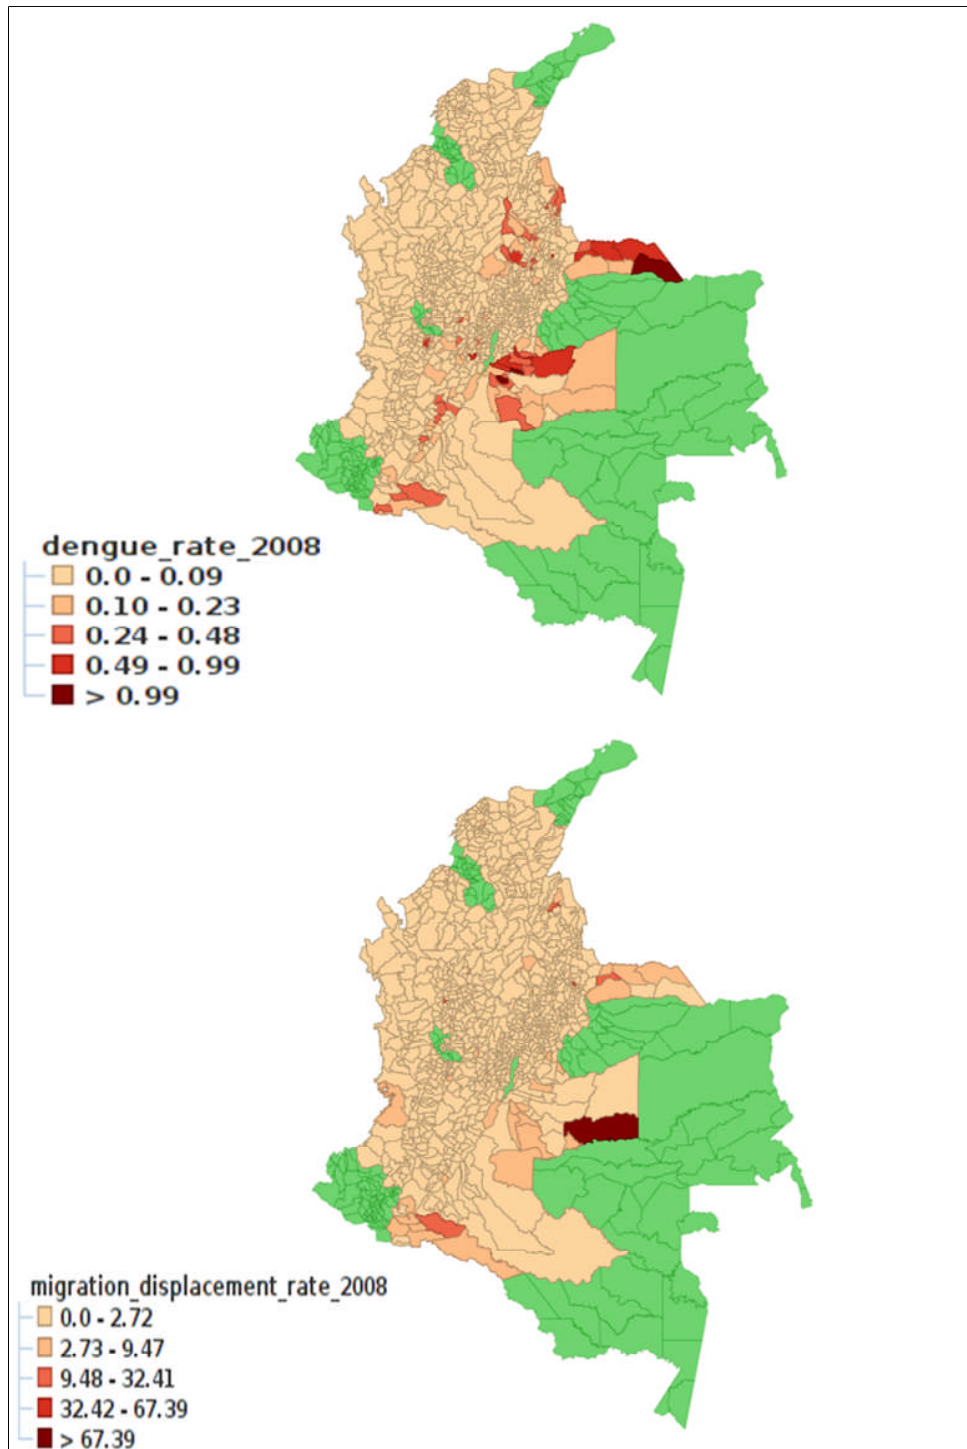 dengue_rate_2008
0.0 - 0.09
0.10 - 0.23
0.24 - 0.48
0.49 - 0.99
> 0.99
migration_displacement_rate_2008
0.0 - 2.72
2.73 - 9.47
9.48 - 32.41
32.42 - 67.39
> 67.39